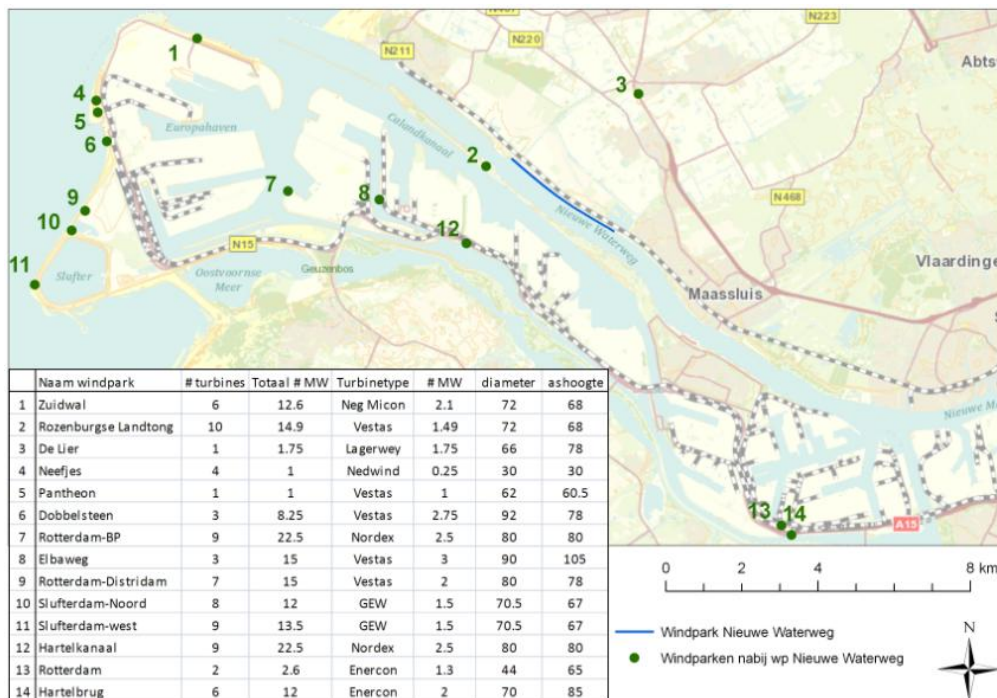 N467
N223
N220
N211
Abts
1
3
4
5
Europahaven
Calandkanaal
6
2
7
8
N468
9
10
12
Nieuwe Waterweg
N15
11
Slufter
Oostvoornse
Meer
Geuzenbos
Vlaardinge
Maassluis
S
Nieuwe M
13
14
A15
Naam windpark # turbines Totaal # MW Turbinetype # MW diameter ashoogte
1 Zuidwal 6 12.6 Neg Micon 2.1 72 68
2 Rozenburgse Landtong 10 14.9 Vestas 1.49 72 68
3 De Lier 1 1.75 Lagerwey 1.75 66 78
4 Neefjes 4 1 Nedwind 0.25 30 30
5 Pantheon 1 1 Vestas 1 62 60.5
6 Dobbelsteen 3 8.25 Vestas 2.75 92 78
7 Rotterdam-BP 9 22.5 Nordex 2.5 80 80
8 Elbaweg 3 15 Vestas 3 90 105
9 Rotterdam-Distridam 7 15 Vestas 2 80 78
10 Slufterdam-Noord 8 12 GEW 1.5 70.5 67
11 Slufterdam-west 9 13.5 GEW 1.5 70.5 67
12 Hartelkanaal 9 22.5 Nordex 2.5 80 80
13 Rotterdam 2 2.6 Enercon 1.3 44 65
14 Hartelbrug 6 12 Enercon 2 70 85
0 2 4 8 km
Windpark Nieuwe Waterweg
Windparken nabij wp Nieuwe Waterweg
N